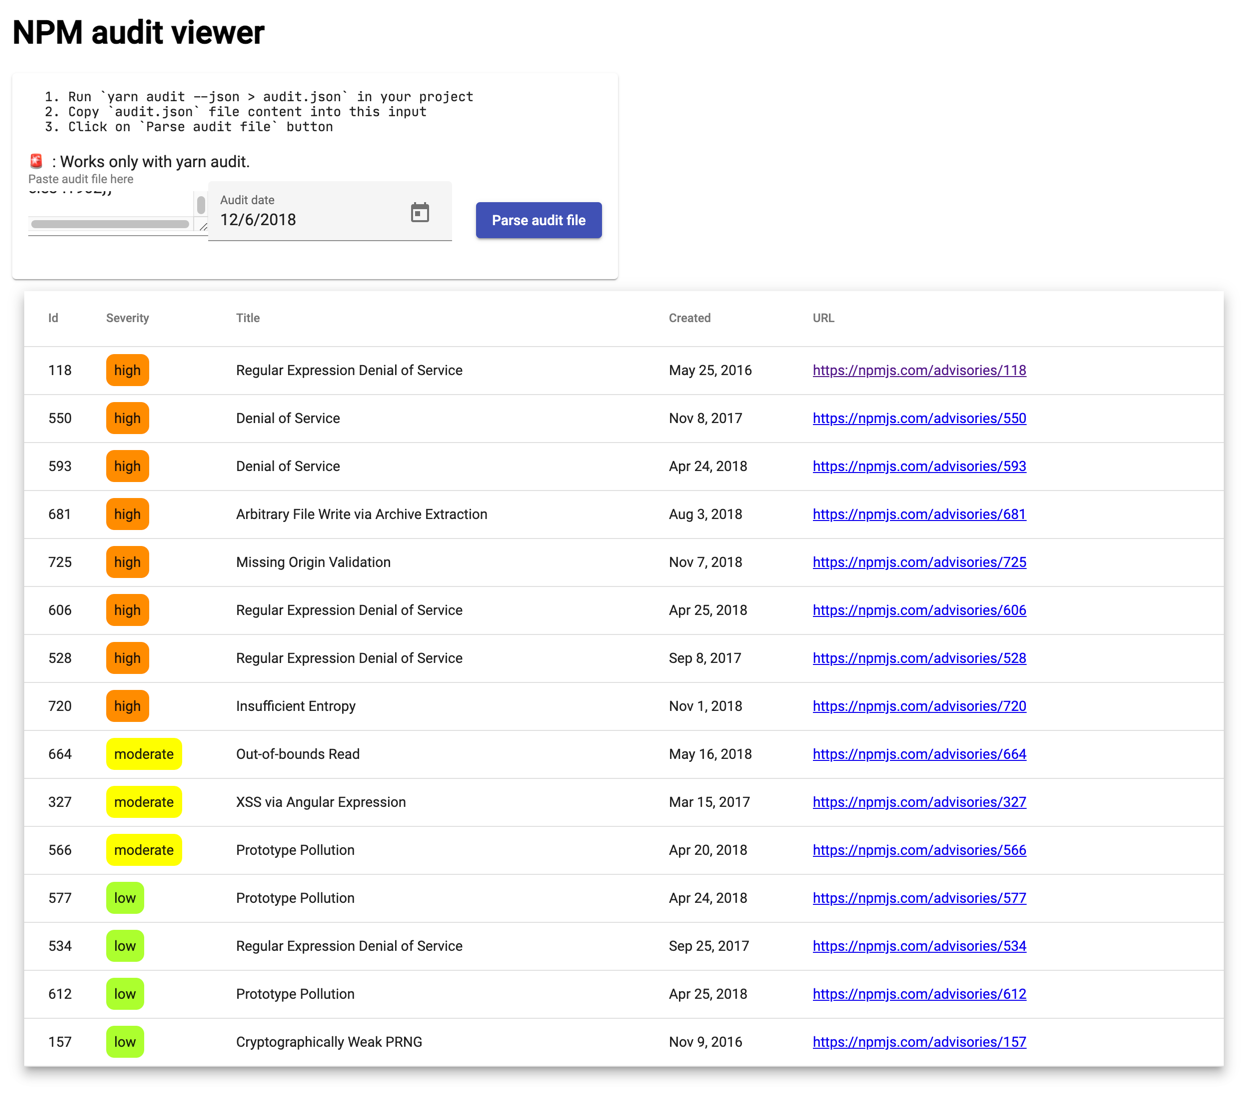 NPM audit viewer
1. Run `yarn audit --json > audit.json` in your project
2. Copy `audit.json` file content into this input
3. Click on `Parse audit file` button
🚨 : Works only with yarn audit.
Paste audit file here
Audit date
12/6/2018
Parse audit file
Id Severity Title Created URL
118 high Regular Expression Denial of Service May 25, 2016 https://npmjs.com/advisories/118
550 high Denial of Service Nov 8, 2017 https://npmjs.com/advisories/550
593 high Denial of Service Apr 24, 2018 https://npmjs.com/advisories/593
681 high Arbitrary File Write via Archive Extraction Aug 3, 2018 https://npmjs.com/advisories/681
725 high Missing Origin Validation Nov 7, 2018 https://npmjs.com/advisories/725
606 high Regular Expression Denial of Service Apr 25, 2018 https://npmjs.com/advisories/606
528 high Regular Expression Denial of Service Sep 8, 2017 https://npmjs.com/advisories/528
720 high Insufficient Entropy Nov 1, 2018 https://npmjs.com/advisories/720
664 moderate Out-of-bounds Read May 16, 2018 https://npmjs.com/advisories/664
327 moderate XSS via Angular Expression Mar 15, 2017 https://npmjs.com/advisories/327
566 moderate Prototype Pollution Apr 20, 2018 https://npmjs.com/advisories/566
577 low Prototype Pollution Apr 24, 2018 https://npmjs.com/advisories/577
534 low Regular Expression Denial of Service Sep 25, 2017 https://npmjs.com/advisories/534
612 low Prototype Pollution Apr 25, 2018 https://npmjs.com/advisories/612
157 low Cryptographically Weak PRNG Nov 9, 2016 https://npmjs.com/advisories/157